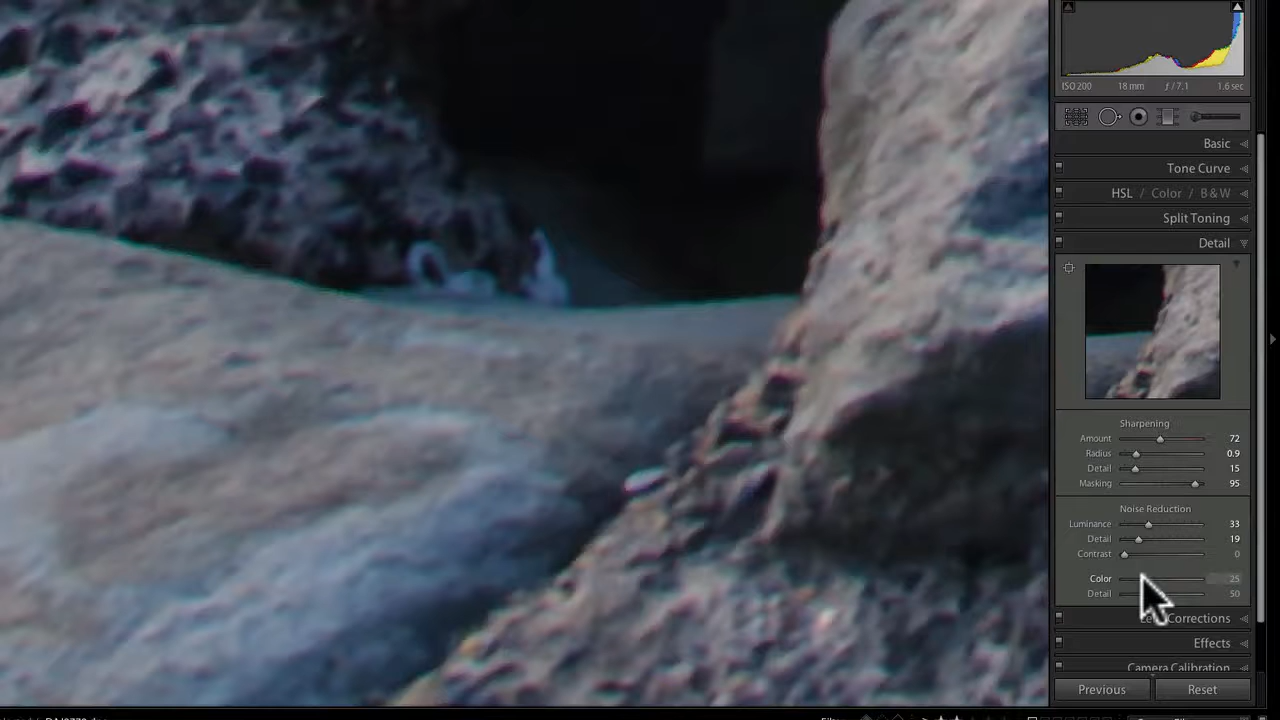 ISO 200 18 mm ƒ / 7.1 1.6 sec
Basic
Tone Curve
HSL / Color / B & W
Split Toning
Detail
Sharpening
Amount 72
Radius 0.9
Detail 15
Masking 95
Noise Reduction
Luminance 33
Detail 19
Contrast 0
Color 25
Detail 50
Corrections
Effects
Camera Calibration
Previous Reset